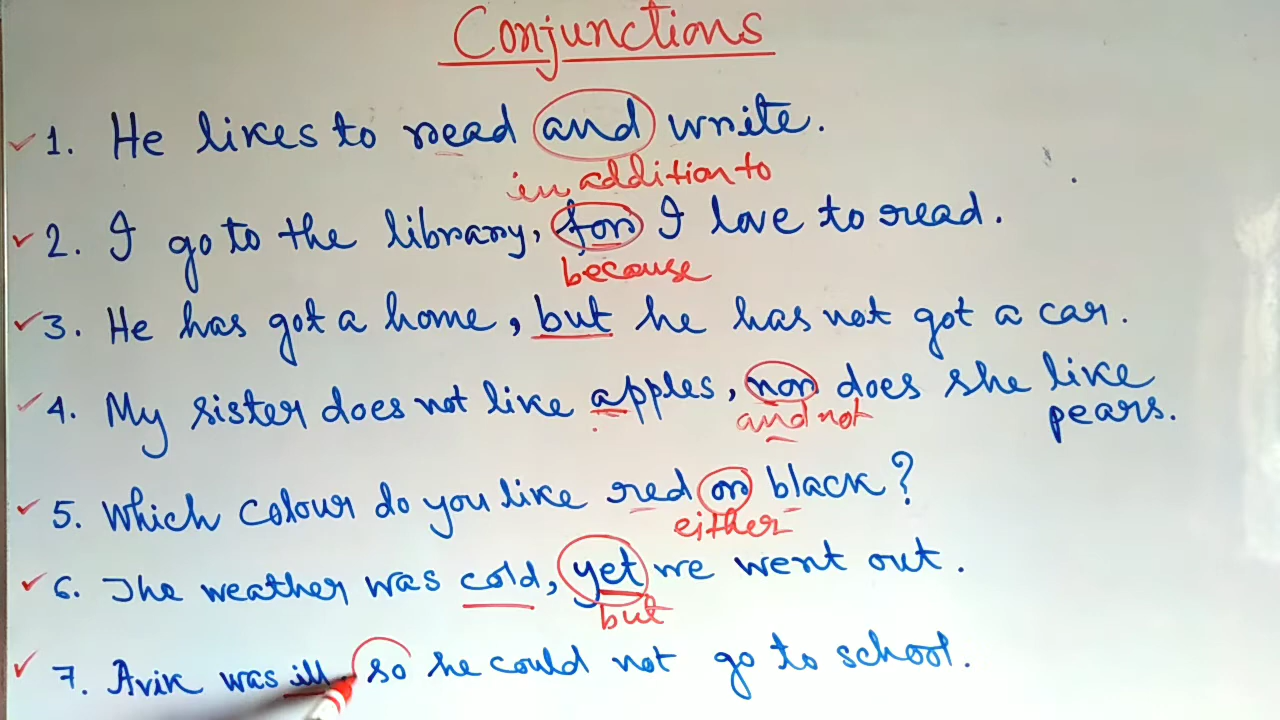 Conjunctions
1. He likes to read and write.
in addition to
2. I go to the library, for I love to read.
because
3. He has got a home, but he has not got a car.
4. My sister does not like apples, nor does she like
pears.
and not
5. Which colour do you like red or black?
either
6. The weather was cold, yet we went out.
but
7. Avik was ill. so he could not go to school.